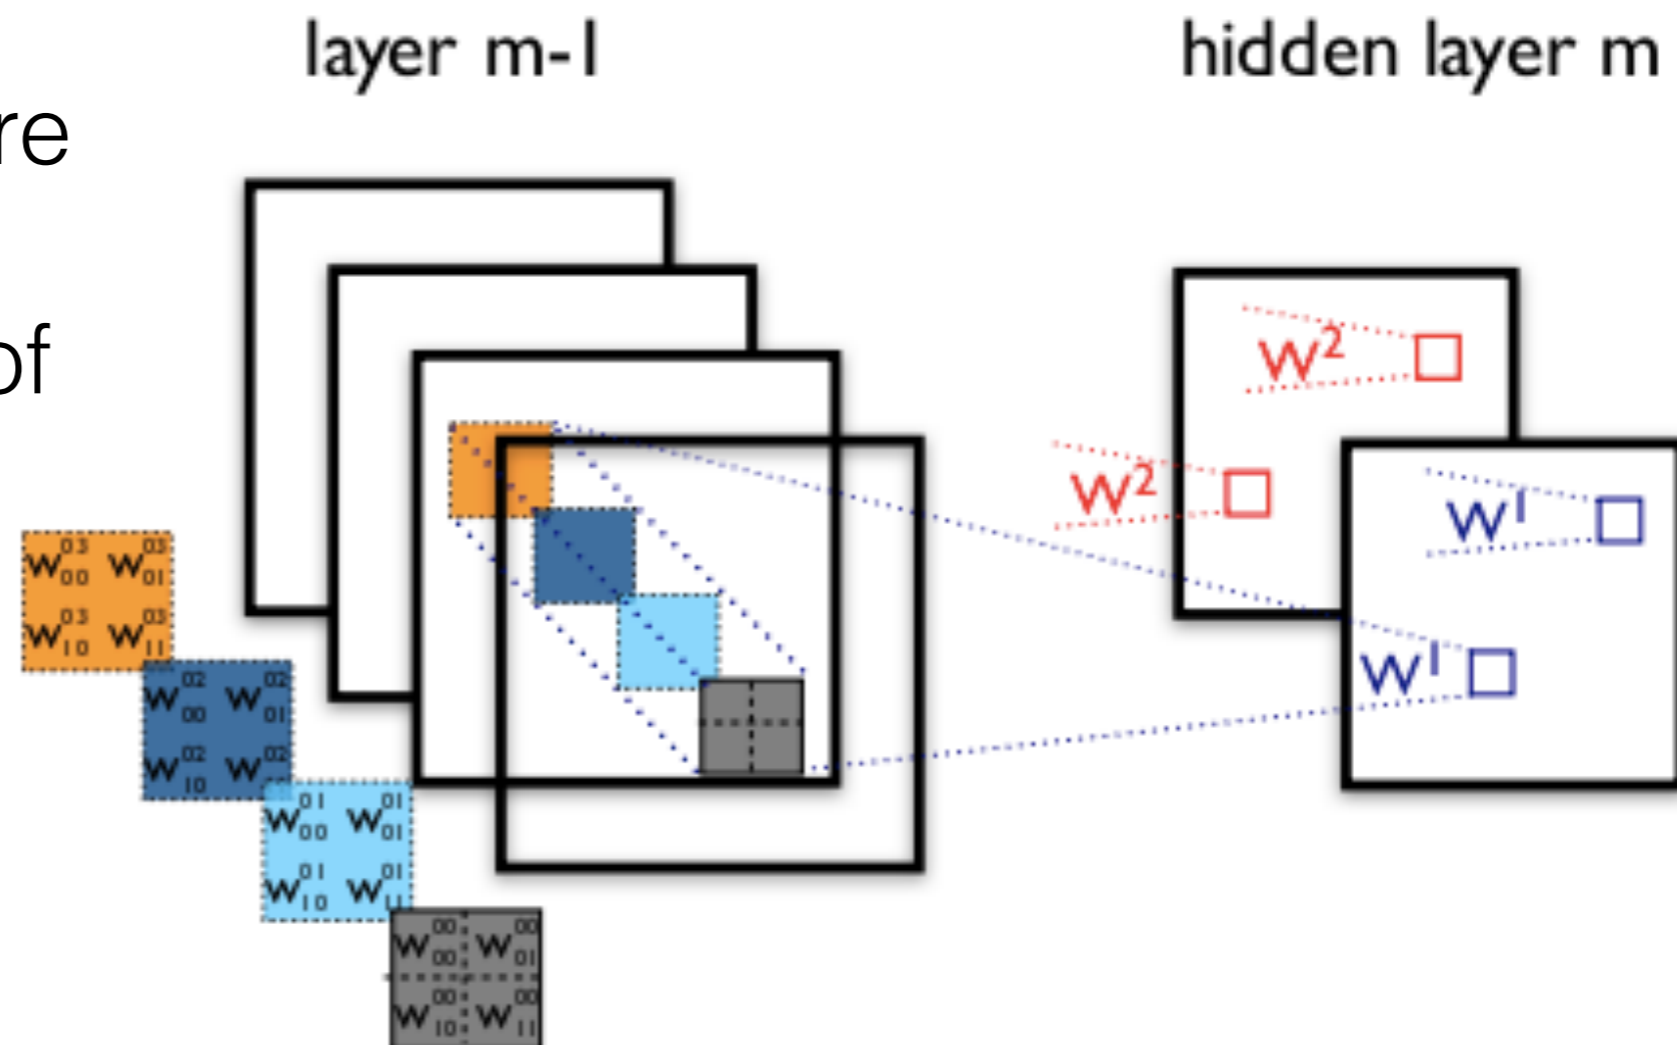 layer m-1
hidden layer m
re
of
W² 
W²
W¹
W¹
W⁰³₀₀ W⁰³₀₁
W⁰³₁₀ W⁰³₁₁
W⁰²₀₀ W⁰²₀₁
W⁰²₁₀ W⁰²₁₁
W⁰¹₀₀ W⁰¹₀₁
W⁰¹₁₀ W⁰¹₁₁
W⁰⁰₀₀ W⁰⁰₀₁
W⁰⁰₁₀ W⁰⁰₁₁